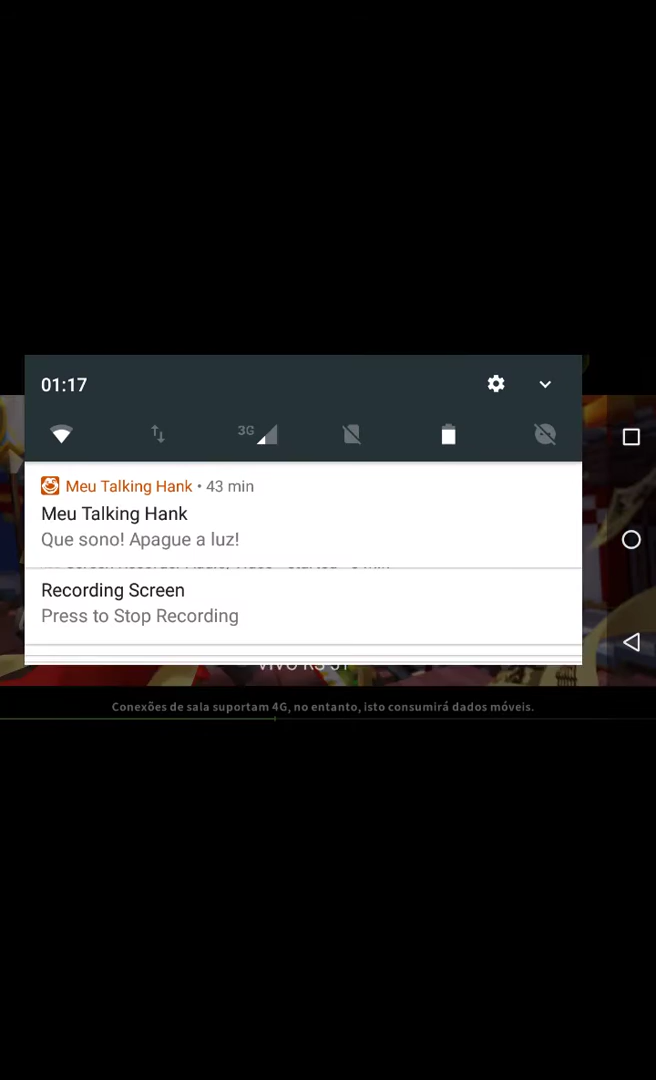 01:17
3G
Meu Talking Hank • 43 min
Meu Talking Hank
Que sono! Apague a luz!
Recording Screen
Press to Stop Recording
Conexões de sala suportam 4G, no entanto, isto consumirá dados móveis.